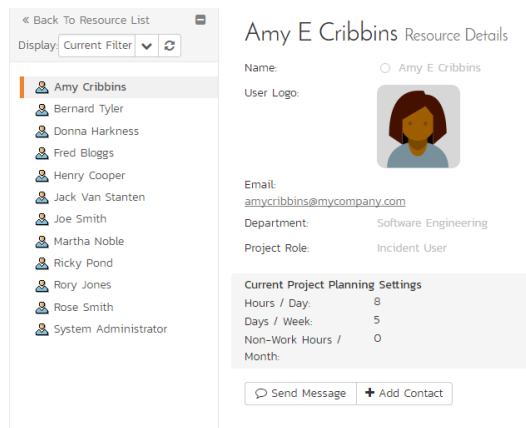 « Back To Resource List
Display: Current Filter
Amy Cribbins
Bernard Tyler
Donna Harkness
Fred Bloggs
Henry Cooper
Jack Van Stanten
Joe Smith
Martha Noble
Ricky Pond
Rory Jones
Rose Smith
System Administrator
Amy E Cribbins Resource Details
Name: Amy E Cribbins
User Logo:
Email:
amycribbins@mycompany.com
Department: Software Engineering
Project Role: Incident User
Current Project Planning Settings
Hours / Day: 8
Days / Week: 5
Non-Work Hours / 0
Month:
Send Message Add Contact